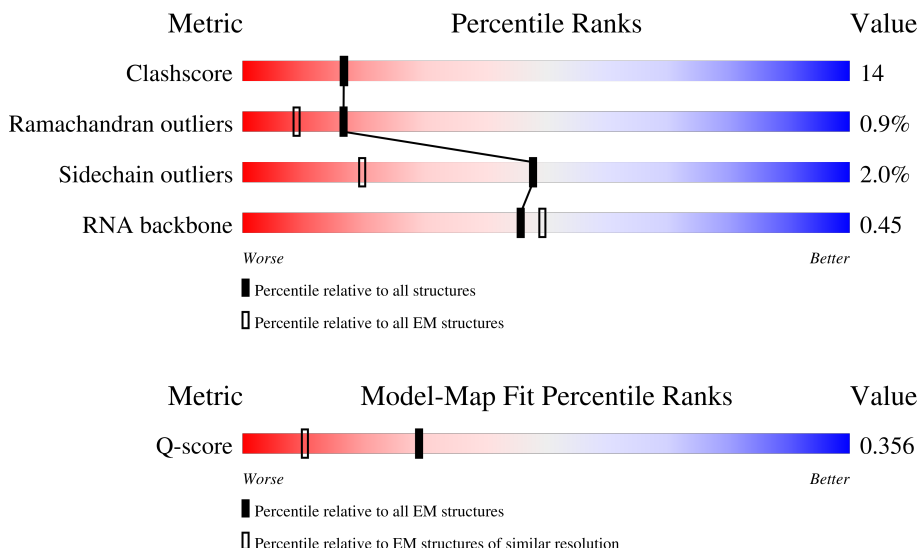 Metric Percentile Ranks Value
Clashscore 14
Ramachandran outliers 0.9%
Sidechain outliers 2.0%
RNA backbone 0.45
Worse Better
Percentile relative to all structures
Percentile relative to all EM structures
Metric Model-Map Fit Percentile Ranks Value
Q-score 0.356
Worse Better
Percentile relative to all EM structures
Percentile relative to EM structures of similar resolution